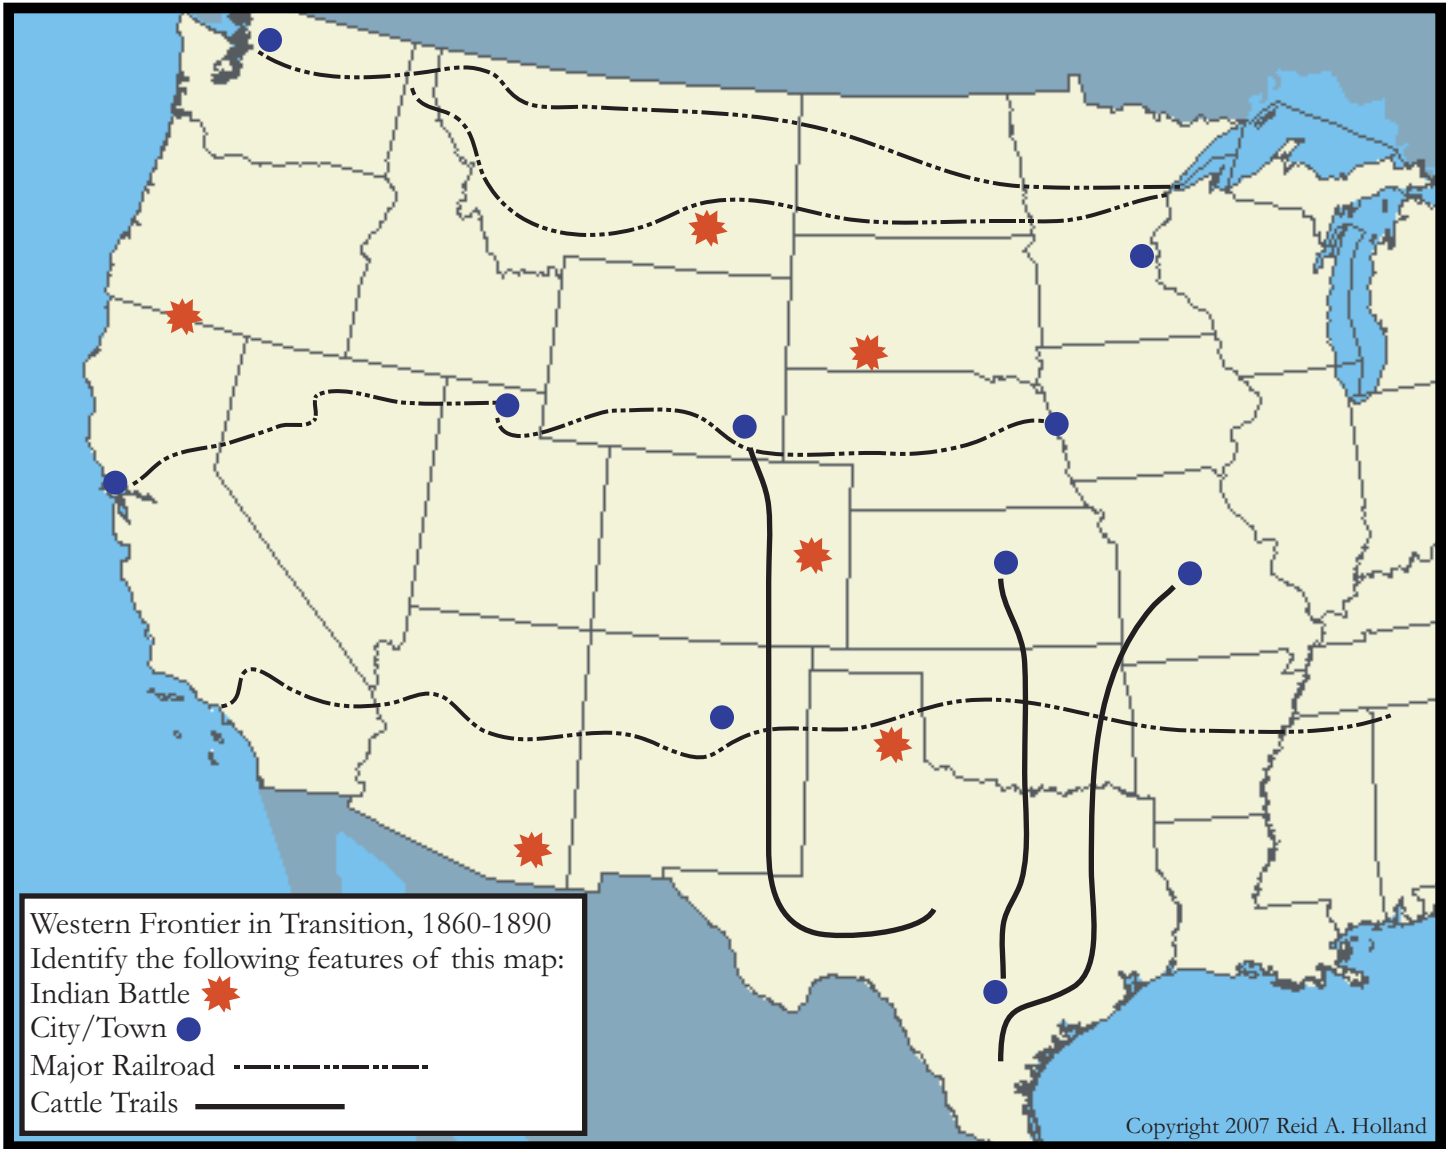 Western Frontier in Transition, 1860-1890
Identify the following features of this map:
Indian Battle
City/Town
Major Railroad
Cattle Trails
Copyright 2007 Reid A. Holland